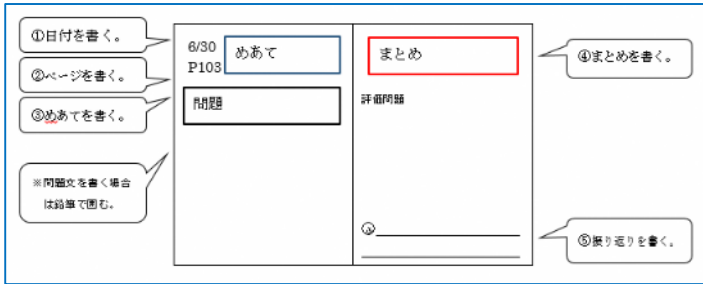 ①日付を書く。
②ページを書く。
③めあてを書く。
※問題文を書く場合
は鉛筆で囲む。
6/30
P103
めあて
問題
まとめ
評価問題
ふ
④まとめを書く。
⑤振り返りを書く。